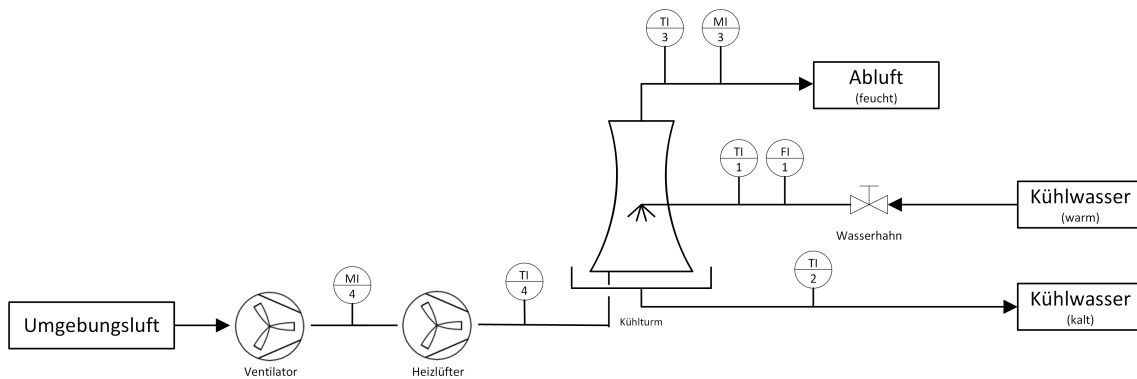 TI
3
MI
3
Abluft
(feucht)
TI
1
FI
1
Kühlwasser
(warm)
Wasserhahn
TI
2
Kühlwasser
(kalt)
MI
4
TI
4
Umgebungsluft
Kühlturm
Ventilator
Heizlüfter